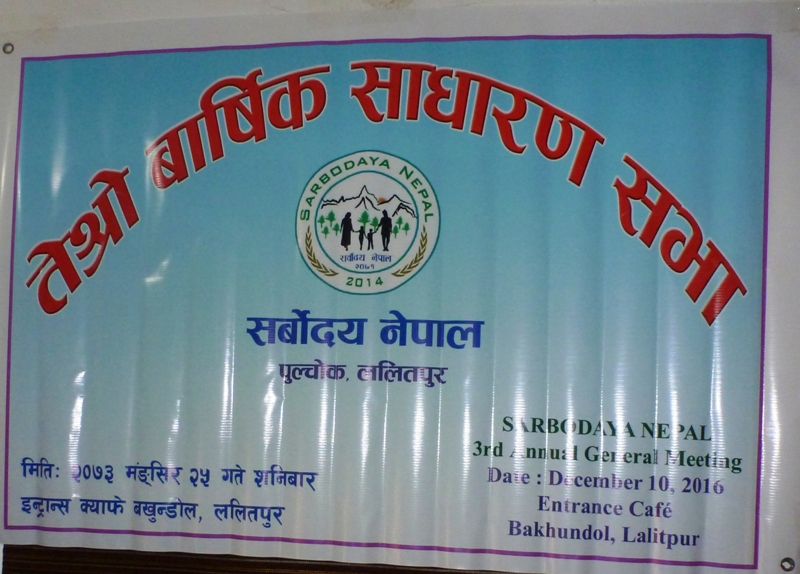 तेश्रो बार्षिक साधारण सभा
SARBODAYA NEPAL
सर्वोदय नेपाल
२०७१
2014
सर्बोदय नेपाल
पुल्चोक, ललितपुर
मिति: २०७३ मंङ्सिर २५ गते शनिबार
इन्ट्रान्स क्याफे बखुन्डोल, ललितपुर
SARBODAYA NEPAL
3rd Annual General Meeting
Date : December 10, 2016
Entrance Café
Bakhundol, Lalitpur